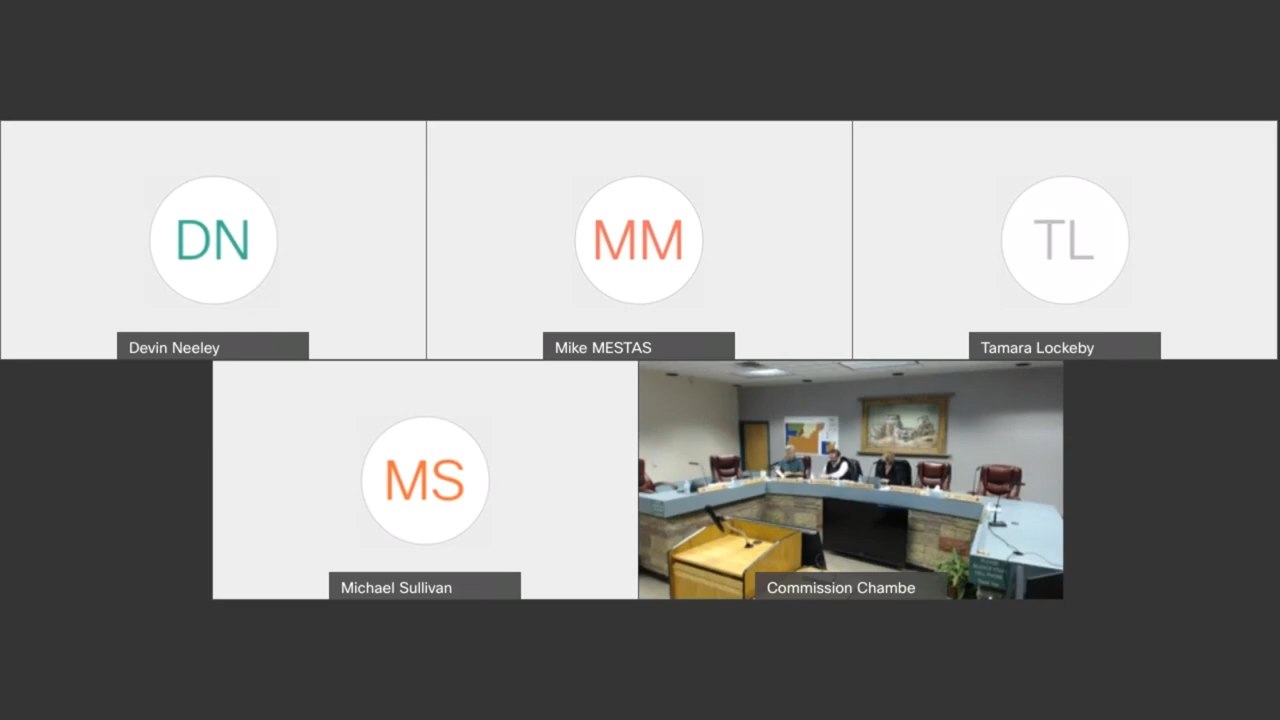 DN
MM
TL
Devin Neeley
Mike MESTAS
Tamara Lockeby
MS
Michael Sullivan
Commission Chambe